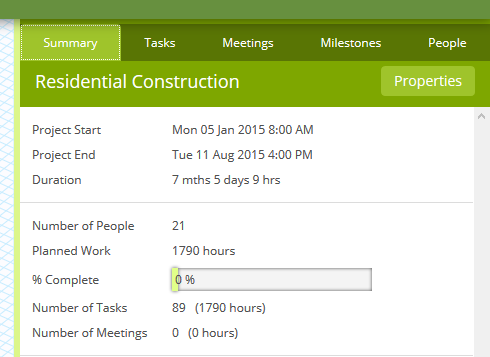 Summary Tasks Meetings Milestones People
Residential Construction Properties
Project Start Mon 05 Jan 2015 8:00 AM
Project End Tue 11 Aug 2015 4:00 PM
Duration 7 mths 5 days 9 hrs
Number of People 21
Planned Work 1790 hours
% Complete 0 %
Number of Tasks 89 (1790 hours)
Number of Meetings 0 (0 hours)